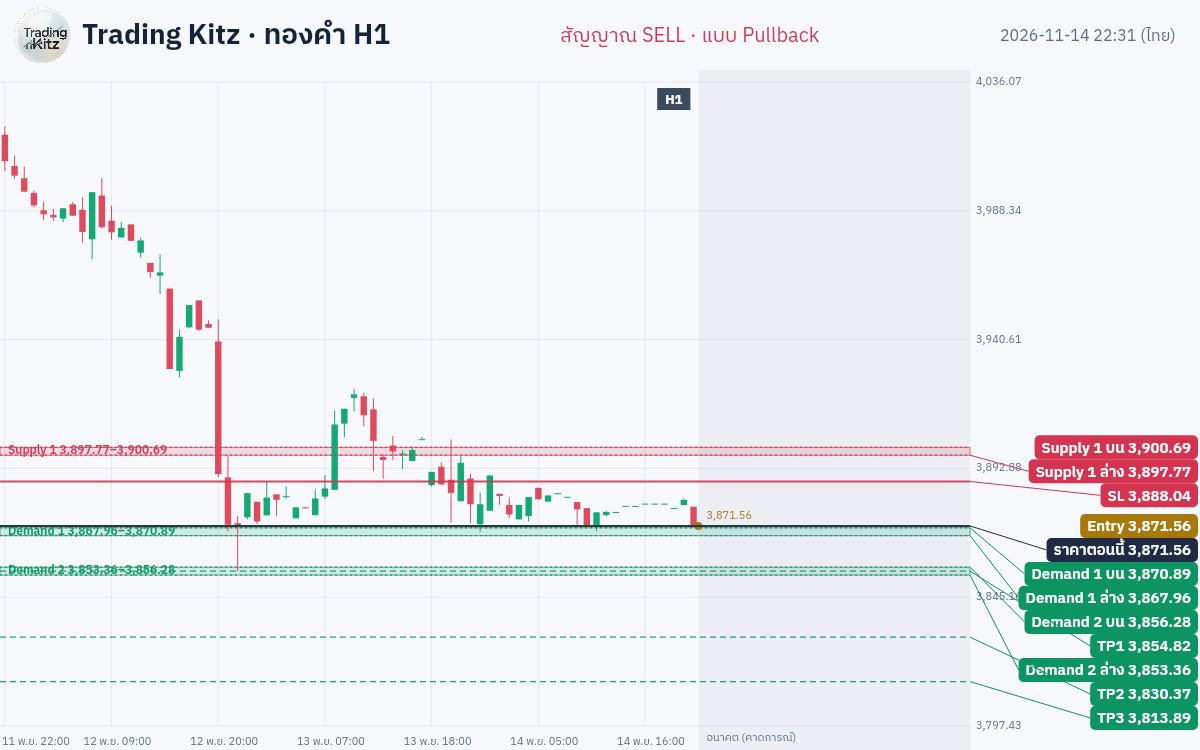 Trading Kitz
Trading Kitz · ทองคำ H1
สัญญาณ SELL · แบบ Pullback
2026-11-14 22:31 (ไทย)
H1
4,036.07
3,988.34
3,940.61
3,892.88
3,797.43
Supply 1 3,897.77–3,900.69
Demand 1 3,867.96–3,870.89
Demand 2 3,853.36–3,856.28
3,871.56
Supply 1 บน 3,900.69
Supply 1 ล่าง 3,897.77
SL 3,888.04
Entry 3,871.56
ราคาตอนนี้ 3,871.56
Demand 1 บน 3,870.89
Demand 1 ล่าง 3,867.96
Demand 2 บน 3,856.28
TP1 3,854.82
Demand 2 ล่าง 3,853.36
TP2 3,830.37
TP3 3,813.89
11 พ.ย. 22:00
12 พ.ย. 09:00
12 พ.ย. 20:00
13 พ.ย. 07:00
13 พ.ย. 18:00
14 พ.ย. 05:00
14 พ.ย. 16:00
อนาคต (คาดการณ์)